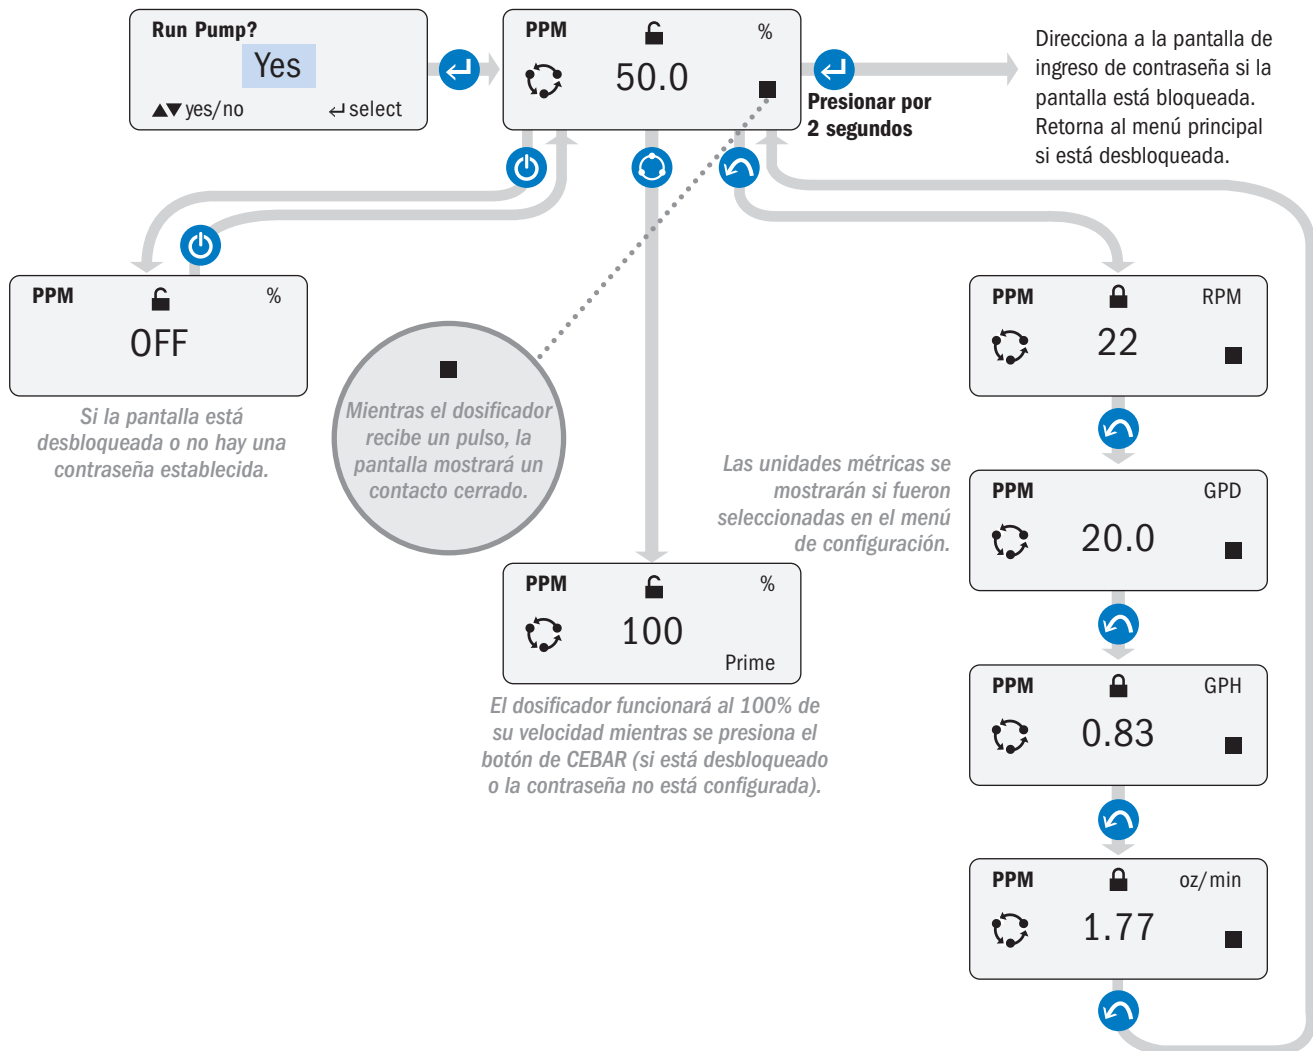 Run Pump?
Yes
▲▼ yes/no ↵ select
PPM %
50.0
Presionar por
2 segundos
Direcciona a la pantalla de
ingreso de contraseña si la
pantalla está bloqueada.
Retorna al menú principal
si está desbloqueada.
PPM %
OFF
Si la pantalla está
desbloqueada o no hay una
contraseña establecida.
Mientras el dosificador
recibe un pulso, la
pantalla mostrará un
contacto cerrado.
PPM %
100
Prime
El dosificador funcionará al 100% de
su velocidad mientras se presiona el
botón de CEBAR (si está desbloqueado
o la contraseña no está configurada).
PPM RPM
22
Las unidades métricas se
mostrarán si fueron
seleccionadas en el menú
de configuración.
PPM GPD
20.0
PPM GPH
0.83
PPM oz/min
1.77